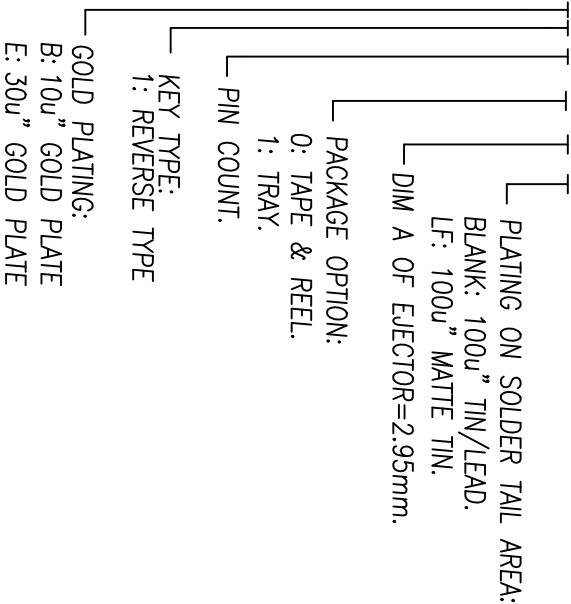 PLATING ON SOLDER TAIL AREA:
BLANK: 100u" TIN/LEAD.
LF: 100u" MATTE TIN.
DIM A OF EJECTOR=2.95mm.
PACKAGE OPTION:
0: TAPE & REEL.
1: TRAY.
PIN COUNT.
KEY TYPE:
1: REVERSE TYPE
GOLD PLATING:
B: 10u" GOLD PLATE
E: 30u" GOLD PLATE